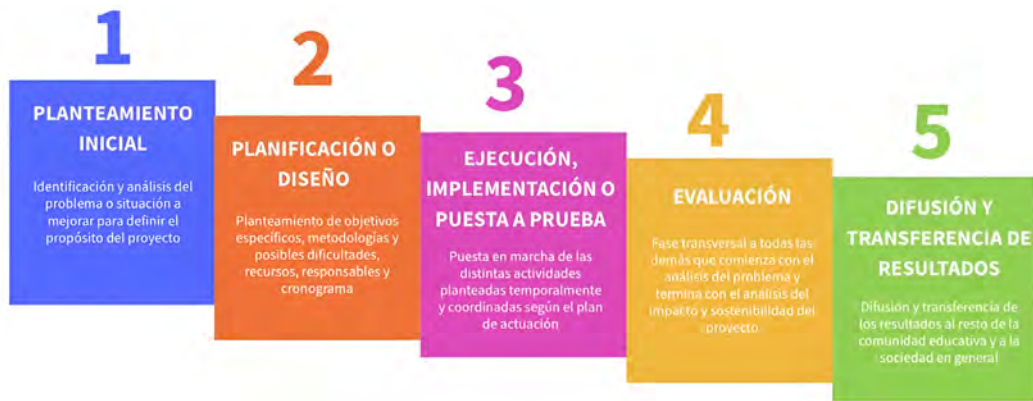 1
PLANTEAMIENTO
INICIAL
Identificación y análisis del
problema o situación a
mejorar para definir el
propósito del proyecto
2
PLANIFICACIÓN O
DISEÑO
Planteamiento de objetivos
específicos, metodologías y
posibles dificultades,
recursos, responsables y
cronograma
3
EJECUCIÓN,
IMPLEMENTACIÓN O
PUESTA A PRUEBA
Puesta en marcha de las
distintas actividades
planteadas temporalmente
y coordinadas según el plan
de actuación
4
EVALUACIÓN
Fase transversal a todas las
demás que comienza con el
análisis del problema y
termina con el análisis del
impacto y sostenibilidad del
proyecto
5
DIFUSIÓN Y
TRANSFERENCIA DE
RESULTADOS
Difusión y transferencia de
los resultados al resto de la
comunidad educativa y a la
sociedad en general